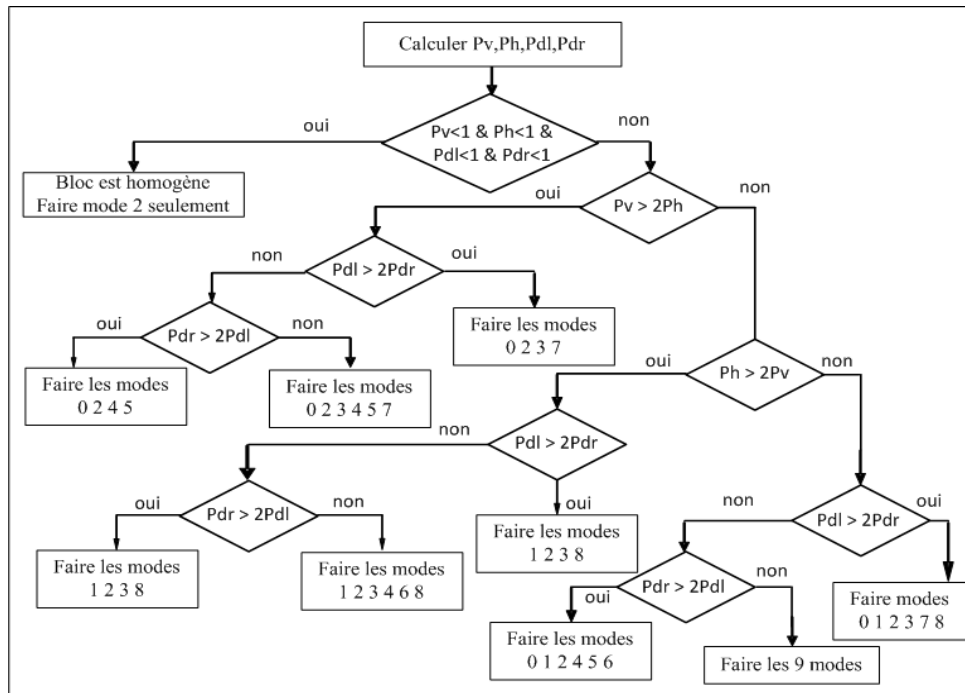 Calculer Pv,Ph,Pdl,Pdr
oui
Pv<1 & Ph<1 &
Pdl<1 & Pdr<1
non
Bloc est homogène
Faire mode 2 seulement
oui
Pv > 2Ph
non
non
Pdl > 2Pdr
oui
oui
Pdr > 2Pdl
non
Faire les modes
0 2 3 7
Faire les modes
0 2 4 5
Faire les modes
0 2 3 4 5 7
oui
Ph > 2Pv
non
non
Pdl > 2Pdr
oui
oui
Pdr > 2Pdl
non
Faire les modes
1 2 3 8
Faire les modes
1 2 3 4 6 8
Faire les modes
1 2 3 8
non
Pdl > 2Pdr
oui
oui
Pdr > 2Pdl
non
Faire modes
0 1 2 3 7 8
Faire les modes
0 1 2 4 5 6
Faire les 9 modes